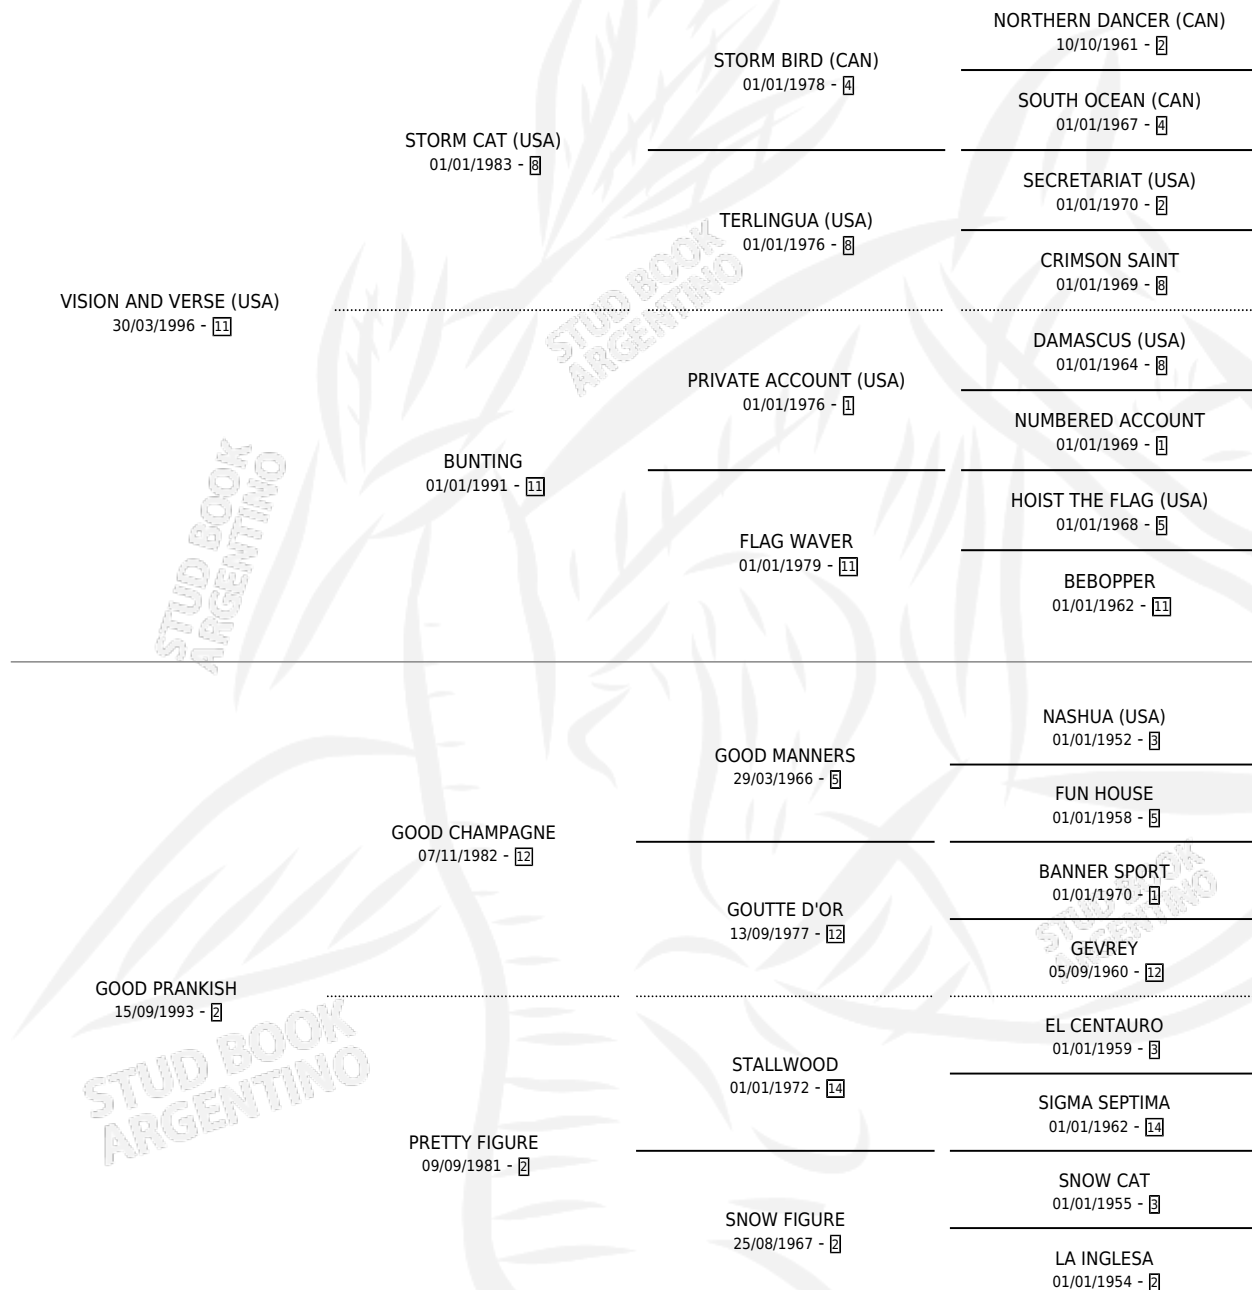 NORTHERN DANCER (CAN)
10/10/1961 - 2
STORM BIRD (CAN)
01/01/1978 - 4
SOUTH OCEAN (CAN)
01/01/1967 - 4
STORM CAT (USA)
01/01/1983 - 8
SECRETARIAT (USA)
01/01/1970 - 2
TERLINGUA (USA)
01/01/1976 - 8
CRIMSON SAINT
01/01/1969 - 8
VISION AND VERSE (USA)
30/03/1996 - 11
DAMASCUS (USA)
01/01/1964 - 8
PRIVATE ACCOUNT (USA)
01/01/1976 - 1
NUMBERED ACCOUNT
01/01/1969 - 1
BUNTING
01/01/1991 - 11
HOIST THE FLAG (USA)
01/01/1968 - 5
FLAG WAVER
01/01/1979 - 11
BEBOPPER
01/01/1962 - 11
NASHUA (USA)
01/01/1952 - 3
GOOD MANNERS
29/03/1966 - 5
FUN HOUSE
01/01/1958 - 5
GOOD CHAMPAGNE
07/11/1982 - 12
BANNER SPORT
01/01/1970 - 1
GOUTTE D'OR
13/09/1977 - 12
GEVREY
05/09/1960 - 12
GOOD PRANKISH
15/09/1993 - 2
EL CENTAURO
01/01/1959 - 3
STALLWOOD
01/01/1972 - 14
SIGMA SEPTIMA
01/01/1962 - 14
PRETTY FIGURE
09/09/1981 - 2
SNOW CAT
01/01/1955 - 3
SNOW FIGURE
25/08/1967 - 2
LA INGLESA
01/01/1954 - 2
STUD BOOK
ARGENTINO
STUD BOOK
ARGENTINO
STUD BOOK
ARGENTINO
STUD BOOK
ARGENTINO